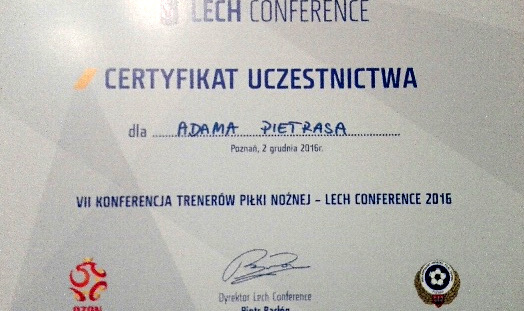 LECH CONFERENCE
CERTYFIKAT UCZESTNICTWA
dla ADAMA PIETRASA
Poznań, 2 grudnia 2016r.
VII KONFERENCJA TRENERÓW PIŁKI NOŻNEJ – LECH CONFERENCE 2016
Dyrektor Lech Conference
Piotr